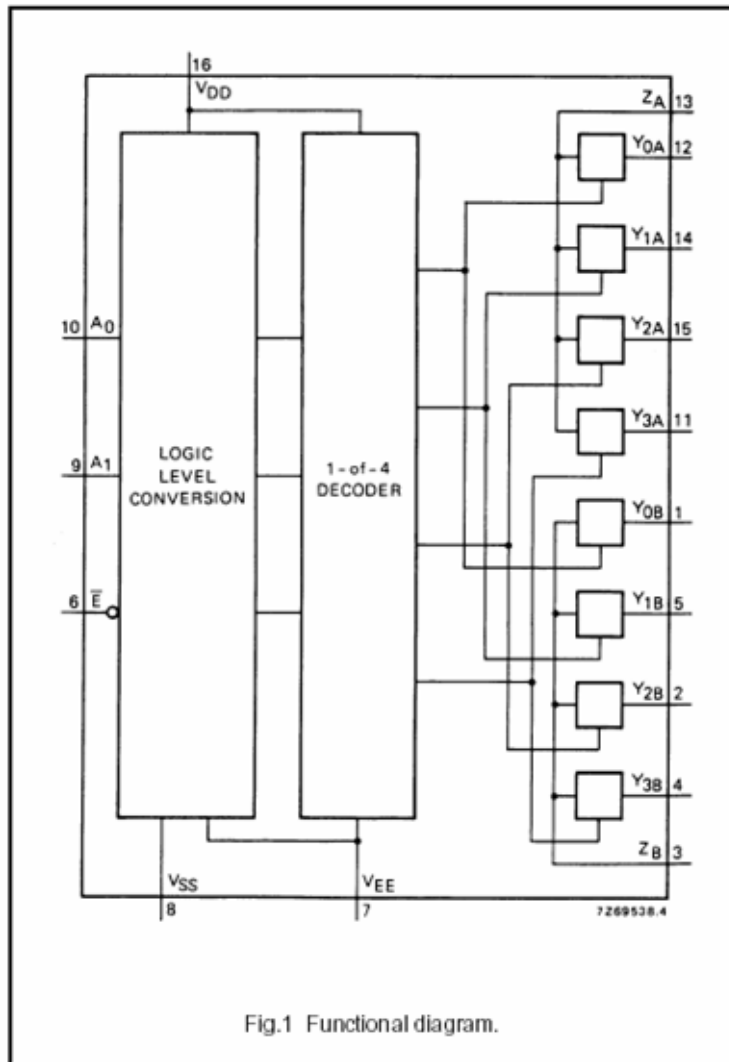 16
VDD
ZA 13
Y0A 12
Y1A 14
10 A0
Y2A 15
Y3A 11
LOGIC
LEVEL
CONVERSION
1-of-4
DECODER
9 A1
Y0B 1
6 E̅
Y1B 5
Y2B 2
Y3B 4
ZB 3
VSS
8
VEE
7
7Z69538.4
Fig.1 Functional diagram.